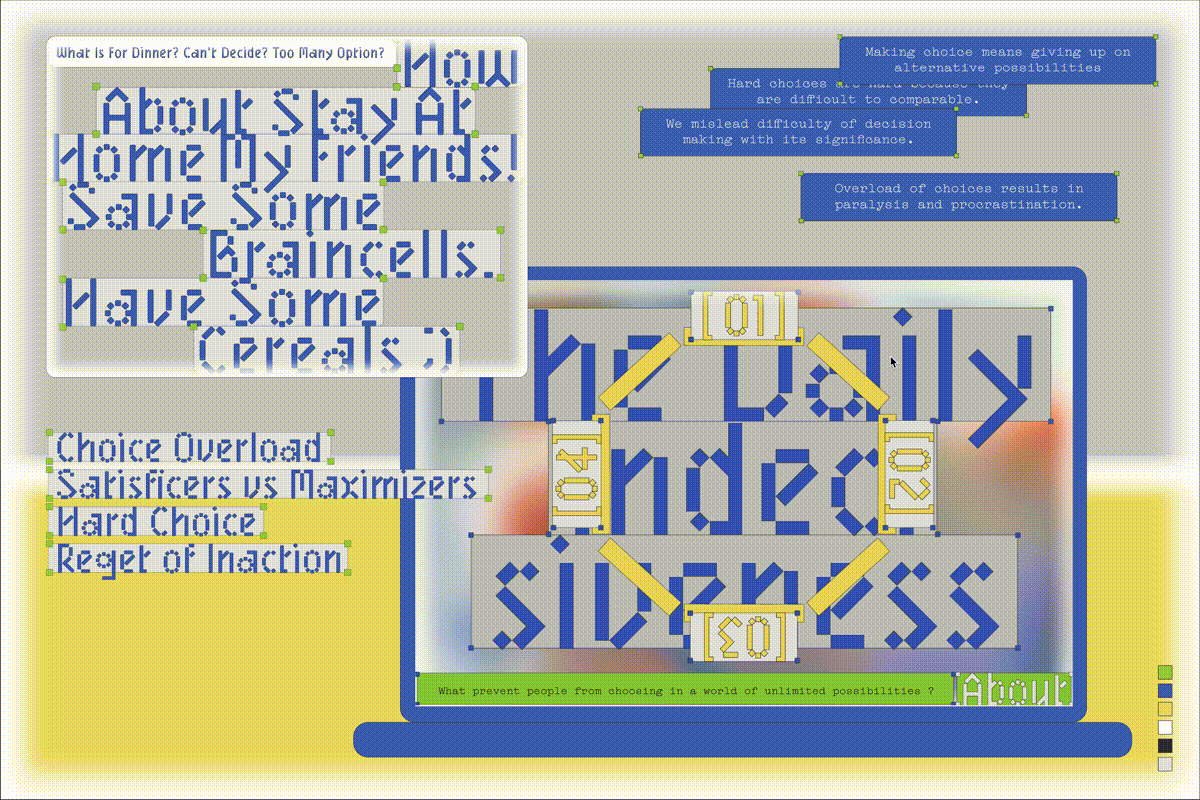 What Is For Dinner? Can't Decide? Too Many Option?
How
About Stay At
Home My Friends!
Save Some
Braincells.
Have Some
Cereals :)
Making choice means giving up on
alternative possibilities
Hard choices are hard because they
are difficult to comparable.
We mislead difficulty of decision
making with its significance.
Overload of choices results in
paralysis and procrastination.
Choice Overload
Satisficers vs Maximizers
Hard Choice
Reget of Inaction
The Daily
Indeci
siveness
[01]
[02]
[03]
[04]
What prevent people from choosing in a world of unlimited possibilities ?
About